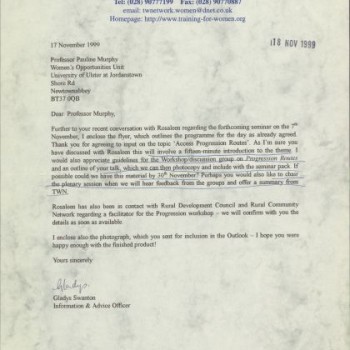 Tel: (028) 90777199 Fax: (028) 90770887
email: twnetwork.women@dnet.co.uk
Homepage: http://www.training-for-women.org
17 November 1999
18 NOV 1999
Professor Pauline Murphy
Women's Opportunities Unit
University of Ulster at Jordanstown
Shore Rd
Newtownabbey
BT37 0QB
Dear: Professor Murphy,
Further to your recent conversation with Rosaleen regarding the forthcoming seminar on the 7th
November, I enclose the flyer, which outlines the programme for the day as already agreed.
Thank you for agreeing to input on the topic 'Access Progression Routes'. As I'm sure you
have discussed with Rosaleen this will involve a fifteen-minute introduction to the theme. I
would also appreciate guidelines for the Workshop/discussion group on Progression Routes
and an outline of your talk, which we can then photocopy and include with the seminar pack. If
possible could we have this material by 30th November? Perhaps you would also like to chair
the plenary session when we will hear feedback from the groups and offer a summary from
TWN.
Rosaleen has also been in contact with Rural Development Council and Rural Community
Network regarding a facilitator for the Progression workshop – we will confirm with you the
details as soon as available.
I enclose also the photograph, which you sent for inclusion in the Outlook – I hope you were
happy enough with the finished product!
Yours sincerely
Gladys
Gladys Swanton
Information & Advice Officer